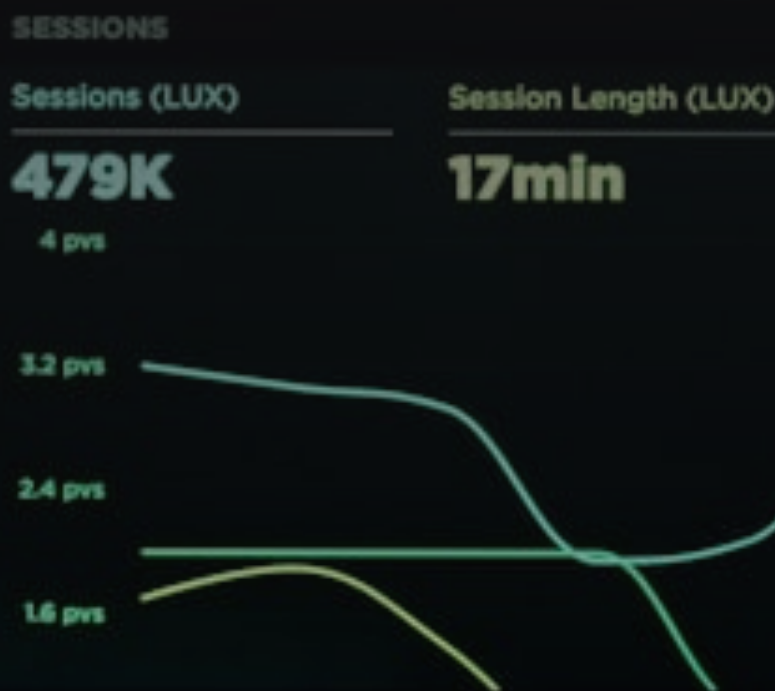 SESSIONS
Sessions (LUX)
Session Length (LUX)
479K
17min
4 pvs
3.2 pvs
2.4 pvs
1.6 pvs